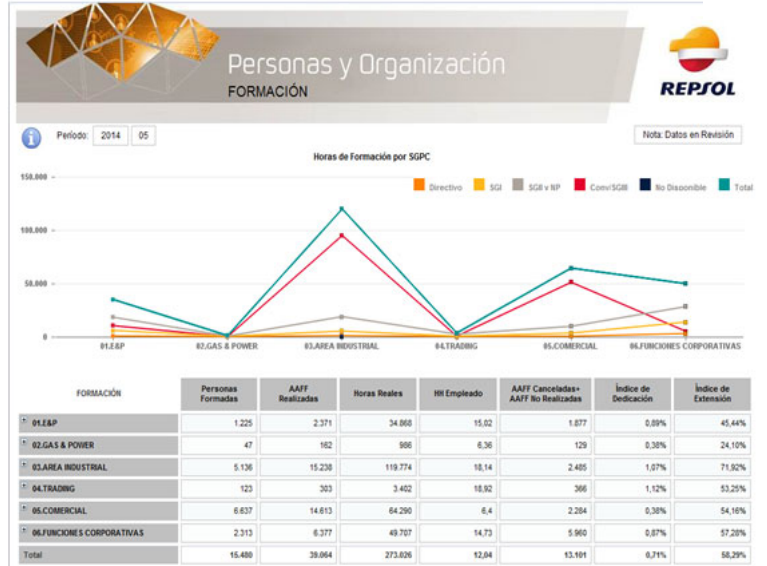 Personas y Organización
FORMACIÓN
REPSOL
Período: 2014 05
Nota: Datos en Revisión
Horas de Formación por SGPC
Directivo SGI SGII y NP Conv/SGIII No Disponible Total
150.000
100.000
50.000
0
01.E&P 02.GAS & POWER 03.AREA INDUSTRIAL 04.TRADING 05.COMERCIAL 06.FUNCIONES CORPORATIVAS
FORMACIÓN Personas Formadas AAFF Realizadas Horas Reales HH Empleado AAFF Canceladas+ AAFF No Realizadas Índice de Dedicación Índice de Extensión
01.E&P 1.225 2.371 34.868 15,02 1.877 0,89% 45,44%
02.GAS & POWER 47 162 986 6,36 129 0,38% 24,10%
03.AREA INDUSTRIAL 5.136 15.238 119.774 18,14 2.485 1,07% 71,92%
04.TRADING 123 303 3.402 18,92 366 1,12% 53,25%
05.COMERCIAL 6.637 14.613 64.290 6,4 2.284 0,38% 54,16%
06.FUNCIONES CORPORATIVAS 2.313 6.377 49.707 14,73 5.960 0,87% 57,28%
Total 15.480 39.064 273.026 12,04 13.101 0,71% 58,29%